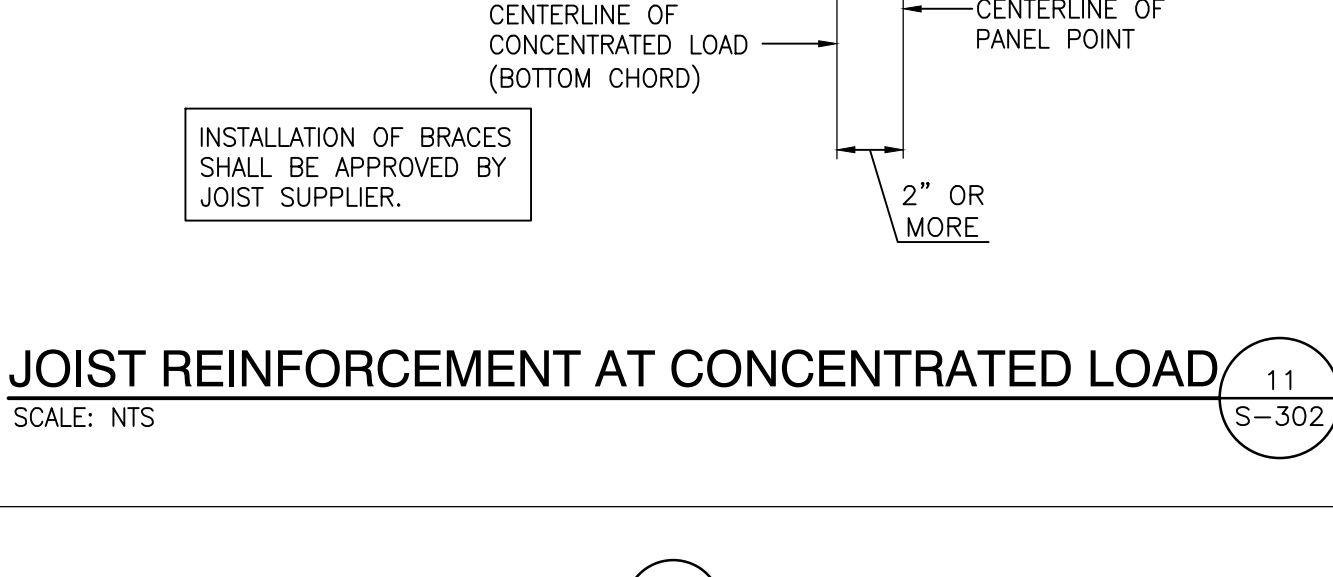 CENTERLINE OF
CONCENTRATED LOAD
(BOTTOM CHORD)
CENTERLINE OF
PANEL POINT
INSTALLATION OF BRACES
SHALL BE APPROVED BY
JOIST SUPPLIER.
2" OR
MORE
JOIST REINFORCEMENT AT CONCENTRATED LOAD
11
SCALE: NTS
S-302